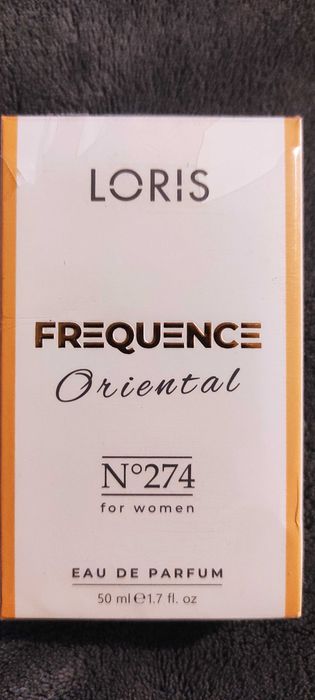 LORIS
FREQUENCE
Oriental
N°274
for women
EAU DE PARFUM
50 ml ℮ 1.7 fl. oz